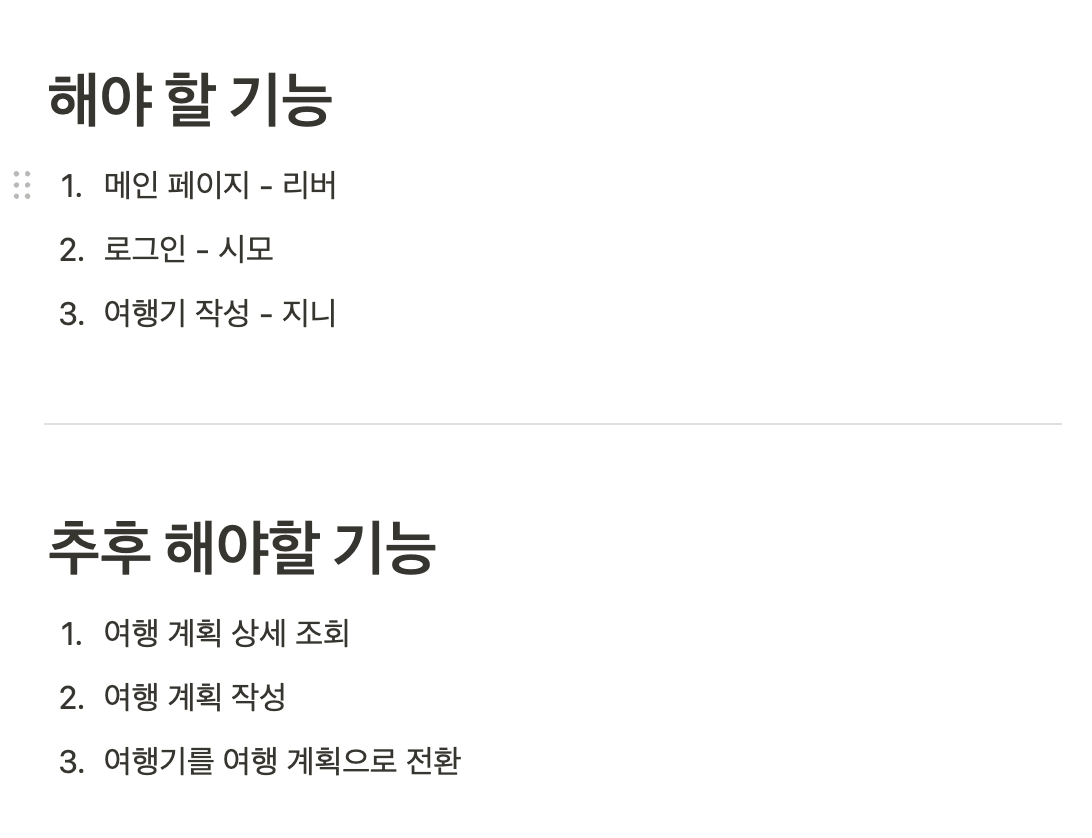 해야 할 기능
1. 메인 페이지 - 리버
2. 로그인 - 시모
3. 여행기 작성 - 지니
추후 해야할 기능
1. 여행 계획 상세 조회
2. 여행 계획 작성
3. 여행기를 여행 계획으로 전환